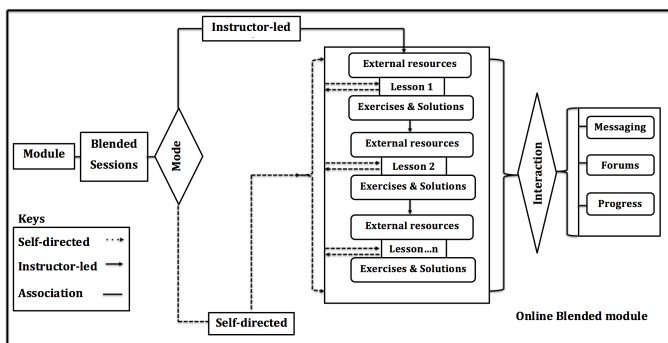 Instructor-led
External resources
Lesson 1
Exercises & Solutions
Module
Blended
Sessions
Mode
External resources
Lesson 2
Exercises & Solutions
External resources
Lesson...n
Exercises & Solutions
Interaction
Messaging
Forums
Progress
Keys
Self-directed
Instructor-led
Association
Self-directed
Online Blended module